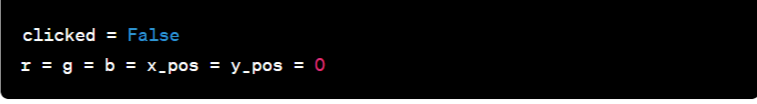 clicked = False
r = g = b = x_pos = y_pos = 0